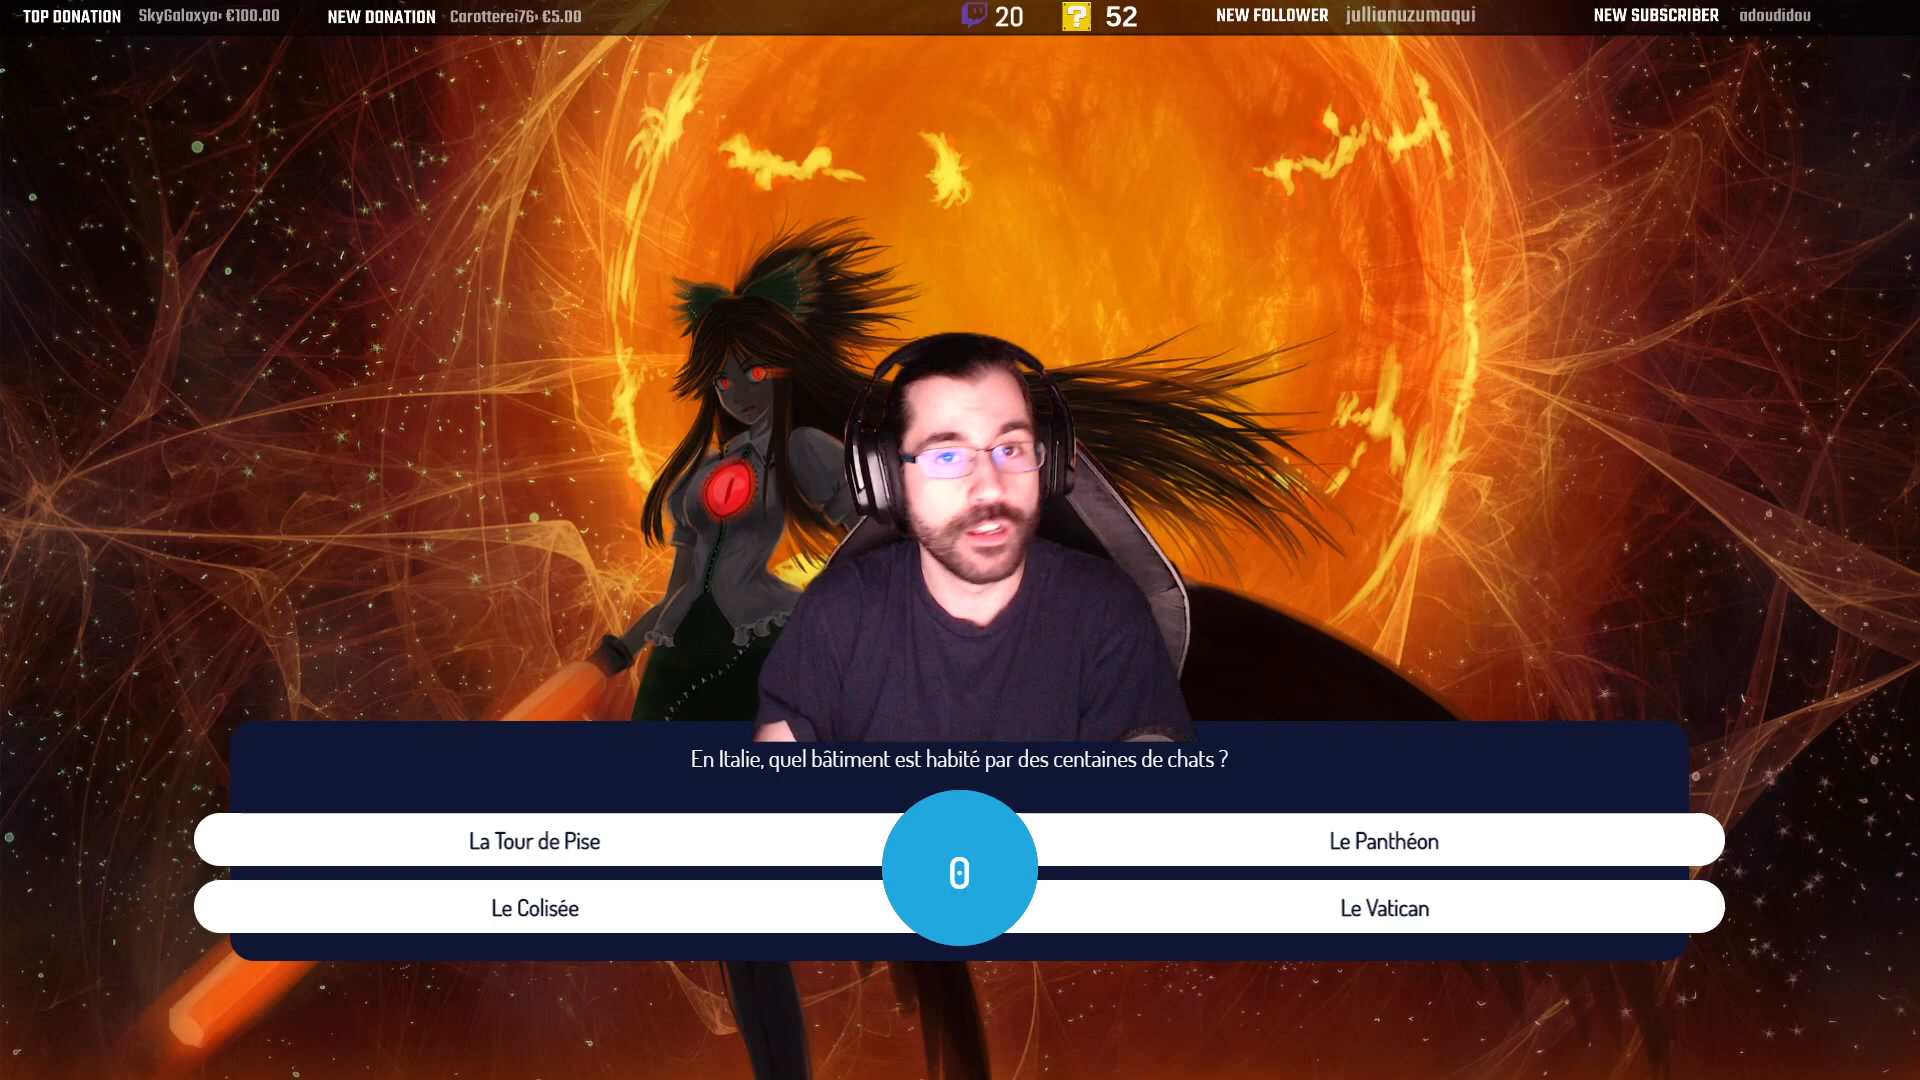 TOP DONATION SkyGalaxya: €100.00 NEW DONATION Carotterei76: €5.00 20 ? 52 NEW FOLLOWER jullianuzumaqui NEW SUBSCRIBER adoudidou
En Italie, quel bâtiment est habité par des centaines de chats ?
La Tour de Pise
Le Panthéon
0
Le Colisée
Le Vatican